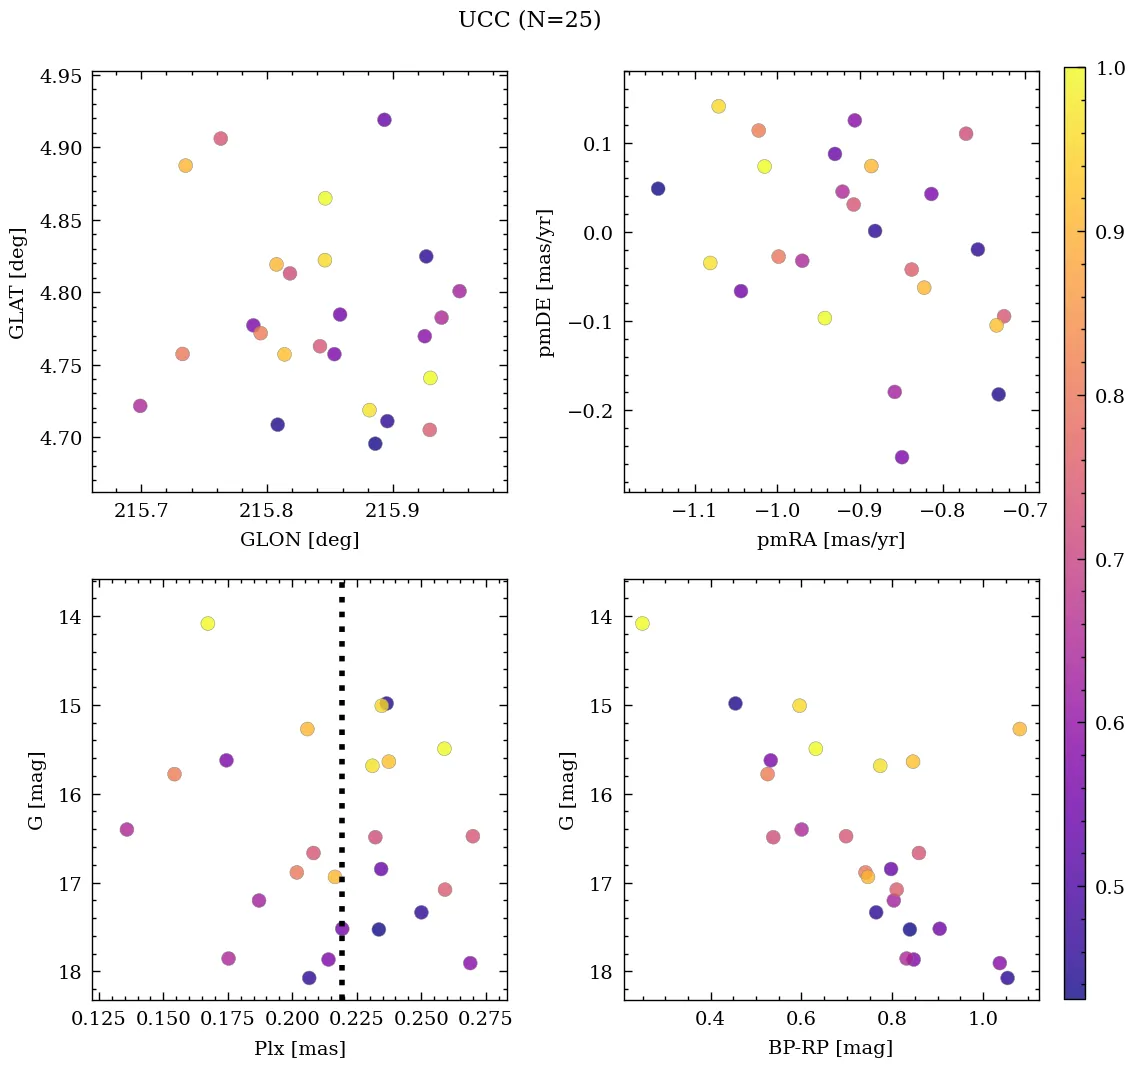 UCC (N=25)
4.95
4.90
4.85
4.80
4.75
4.70
GLAT [deg]
215.7 215.8 215.9
GLON [deg]
0.1
0.0
−0.1
−0.2
pmDE [mas/yr]
−1.1 −1.0 −0.9 −0.8 −0.7
pmRA [mas/yr]
1.0
0.9
0.8
0.7
0.6
0.5
14
15
16
17
18
G [mag]
0.125 0.150 0.175 0.200 0.225 0.250 0.275
Plx [mas]
14
15
16
17
18
G [mag]
0.4 0.6 0.8 1.0
BP-RP [mag]